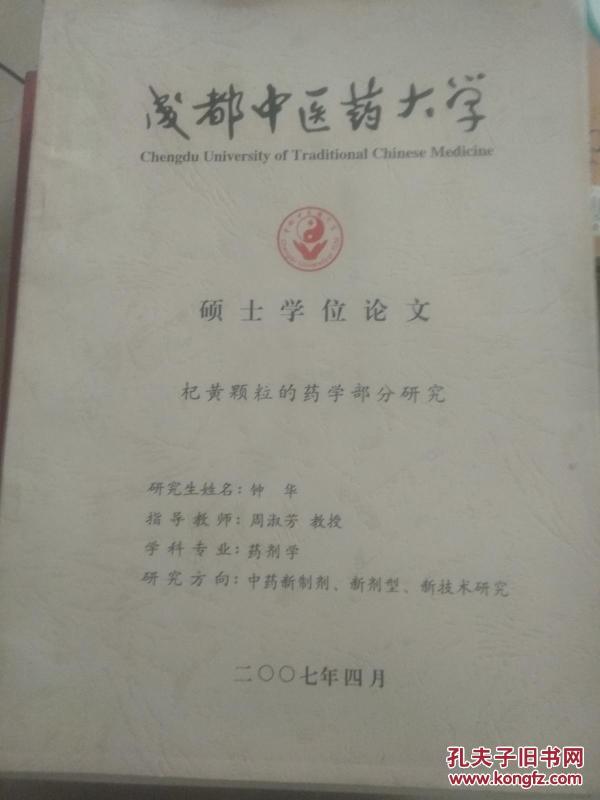 成都中医药大学
Chengdu University of Traditional Chinese Medicine
硕士学位论文
杞黄颗粒的药学部分研究
研究生姓名：钟 华
指导教师：周淑芳 教授
学科专业：药剂学
研究方向：中药新制剂、新剂型、新技术研究
二〇〇七年四月
孔夫子旧书网
www.kongfz.com